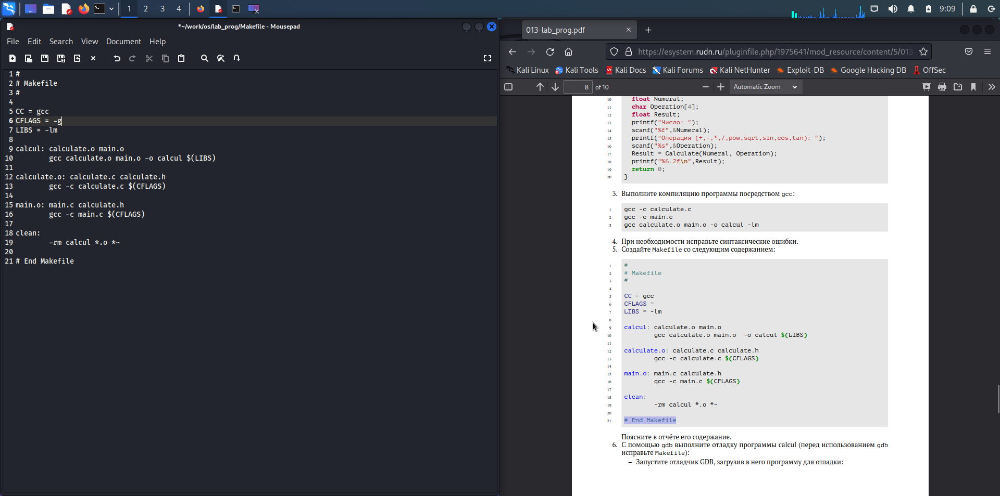 1 2 3 4
9:09
*~/work/os/lab_prog/Makefile - Mousepad
File Edit Search View Document Help
1 #
2 # Makefile
3 #
4
5 CC = gcc
6 CFLAGS = -g
7 LIBS = -lm
8
9 calcul: calculate.o main.o
10 gcc calculate.o main.o -o calcul $(LIBS)
11
12 calculate.o: calculate.c calculate.h
13 gcc -c calculate.c $(CFLAGS)
14
15 main.o: main.c calculate.h
16 gcc -c main.c $(CFLAGS)
17
18 clean:
19 -rm calcul *.o *~
20
21 # End Makefile
013-lab_prog.pdf
https://esystem.rudn.ru/pluginfile.php/1975641/mod_resource/content/5/013-
Kali Linux Kali Tools Kali Docs Kali Forums Kali NetHunter Exploit-DB Google Hacking DB OffSec
8 of 10 Automatic Zoom
10 float Numeral;
11 char Operation[4];
12 float Result;
13 printf("Число: ");
14 scanf("%f",&Numeral);
15 printf("Операция (+,-,*,/,pow,sqrt,sin,cos,tan): ");
16 scanf("%s",&Operation);
17 Result = Calculate(Numeral, Operation);
18 printf("%6.2f\n",Result);
19 return 0;
20 }
3. Выполните компиляцию программы посредством gcc:
1 gcc -c calculate.c
2 gcc -c main.c
3 gcc calculate.o main.o -o calcul -lm
4. При необходимости исправьте синтаксические ошибки.
5. Создайте Makefile со следующим содержанием:
1 #
2 # Makefile
3 #
4
5 CC = gcc
6 CFLAGS =
7 LIBS = -lm
8
9 calcul: calculate.o main.o
10 gcc calculate.o main.o  -o calcul $(LIBS)
11
12 calculate.o: calculate.c calculate.h
13 gcc -c calculate.c $(CFLAGS)
14
15 main.o: main.c calculate.h
16 gcc -c main.c $(CFLAGS)
17
18 clean:
19 -rm calcul *.o *~
20
21 # End Makefile
Поясните в отчёте его содержание.
6. С помощью gdb выполните отладку программы calcul (перед использованием gdb
исправьте Makefile):
– Запустите отладчик GDB, загрузив в него программу для отладки: